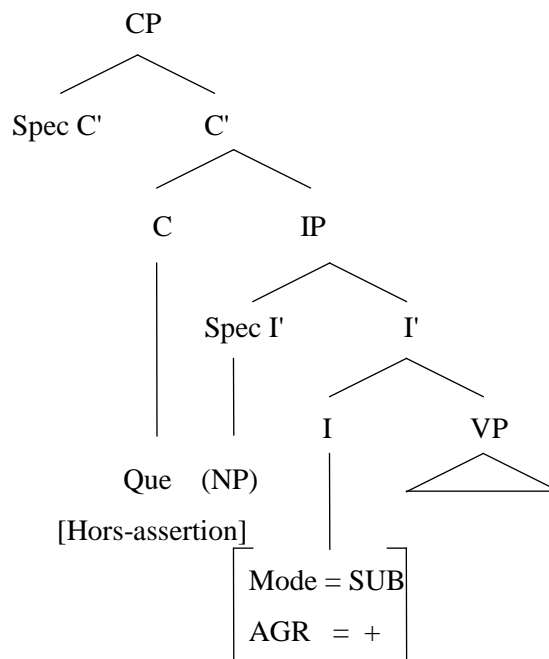 CP
Spec C' C'
C IP
Spec I' I'
I VP
Que (NP)
[Hors-assertion]
Mode = SUB
AGR = +